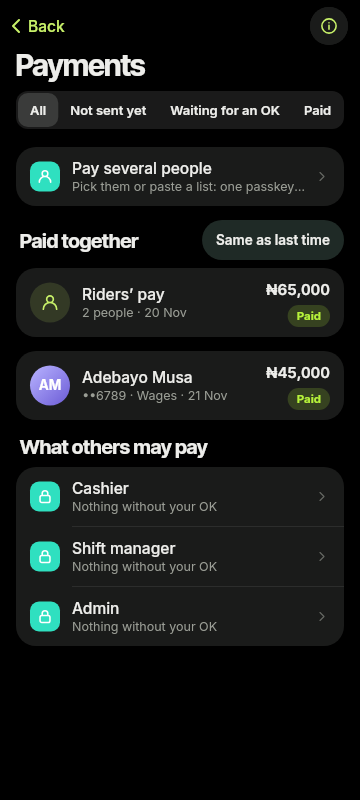 Back
Payments
All
Not sent yet
Waiting for an OK
Paid
Pay several people
Pick them or paste a list: one passkey...
Paid together
Same as last time
Riders’ pay
2 people · 20 Nov
₦65,000
Paid
AM
Adebayo Musa
••6789 · Wages · 21 Nov
₦45,000
Paid
What others may pay
Cashier
Nothing without your OK
Shift manager
Nothing without your OK
Admin
Nothing without your OK